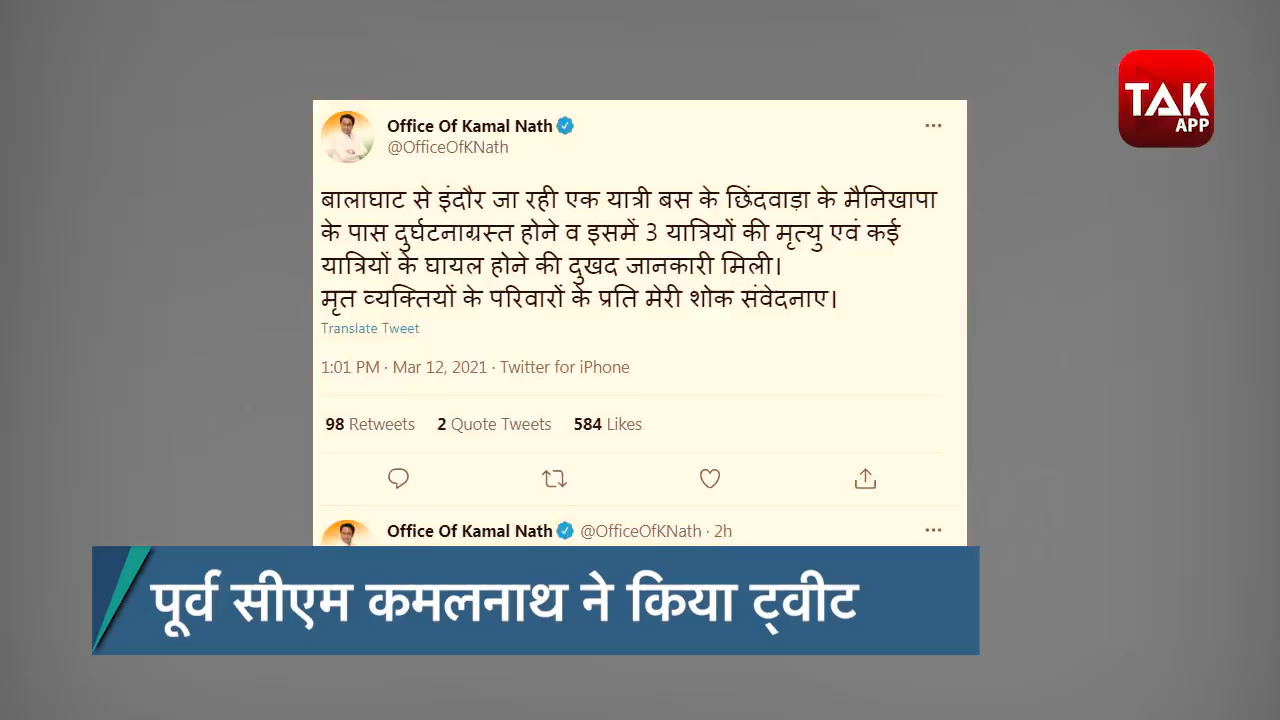 TAK
APP
Office Of Kamal Nath
@OfficeOfKNath
बालाघाट से इंदौर जा रही एक यात्री बस के छिंदवाड़ा के मैनिखापा
के पास दुर्घटनाग्रस्त होने व इसमें 3 यात्रियों की मृत्यु एवं कई
यात्रियों के घायल होने की दुखद जानकारी मिली।
मृत व्यक्तियों के परिवारों के प्रति मेरी शोक संवेदनाए।
Translate Tweet
1:01 PM · Mar 12, 2021 · Twitter for iPhone
98 Retweets 2 Quote Tweets 584 Likes
Office Of Kamal Nath @OfficeOfKNath · 2h
पूर्व सीएम कमलनाथ ने किया ट्वीट